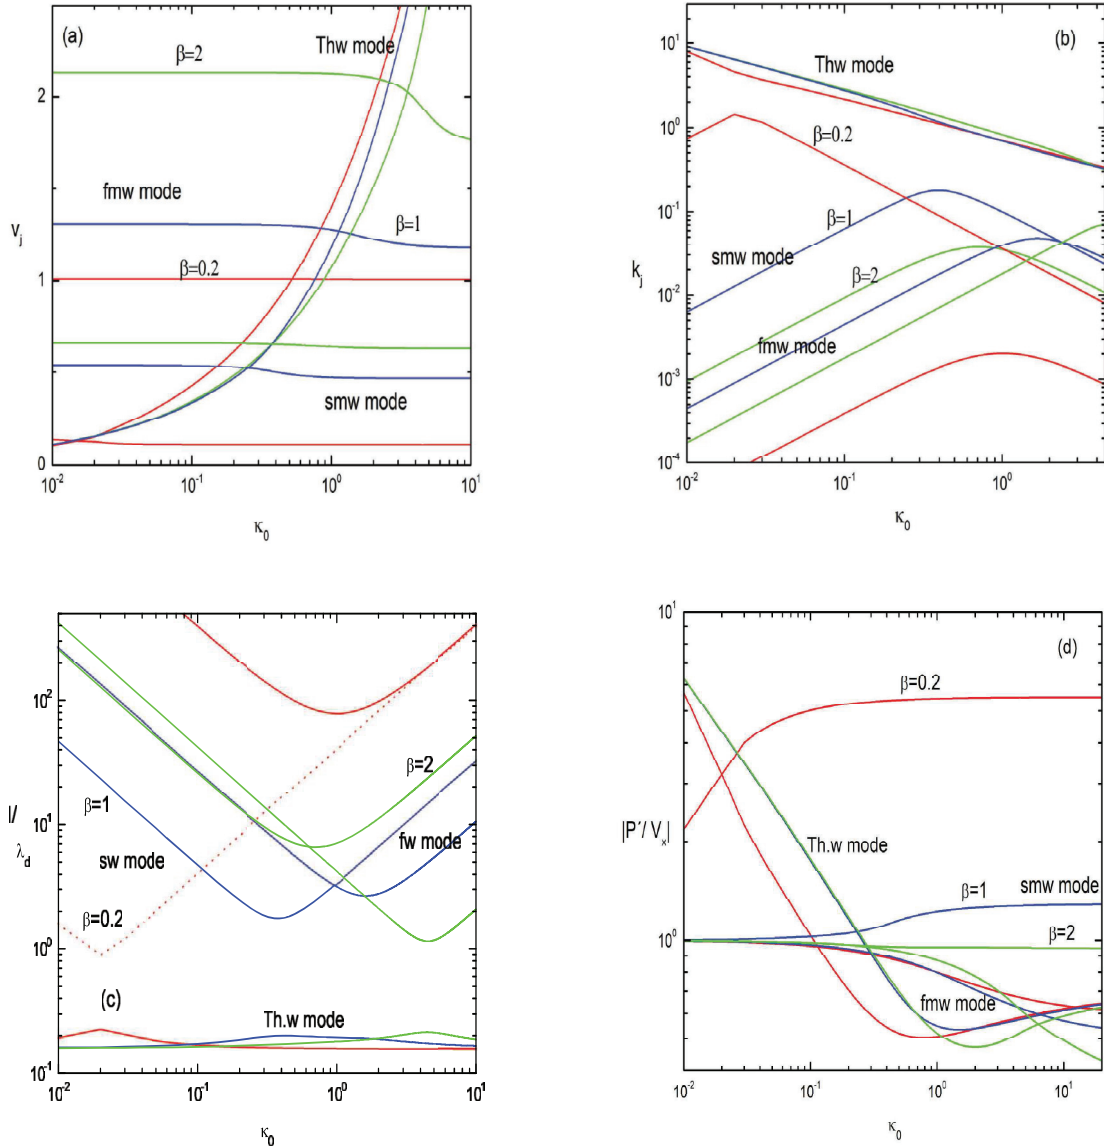 (a)
Thw mode
β=2
2
fmw mode
β=1
v_j
β=0.2
1
smw mode
0
10^-2 10^-1 10^0 10^1
κ_0
(b)
10^1
Thw mode
10^0
β=0.2
10^-1
β=1
smw mode
k_j
β=2
10^-2
fmw mode
10^-3
10^-4
10^-2 10^-1 10^0
κ_0
10^2
β=2
β=1
l/
λ_d
10^1
sw mode
fw mode
β=0.2
10^0
(c)
Th.w mode
10^-1
10^-2 10^-1 10^0 10^1
κ_0
10^1
(d)
β=0.2
|P´/ V_x|
Th.w mode
smw mode
β=1
β=2
10^0
fmw mode
10^-2 10^-1 10^0 10^1
κ_0